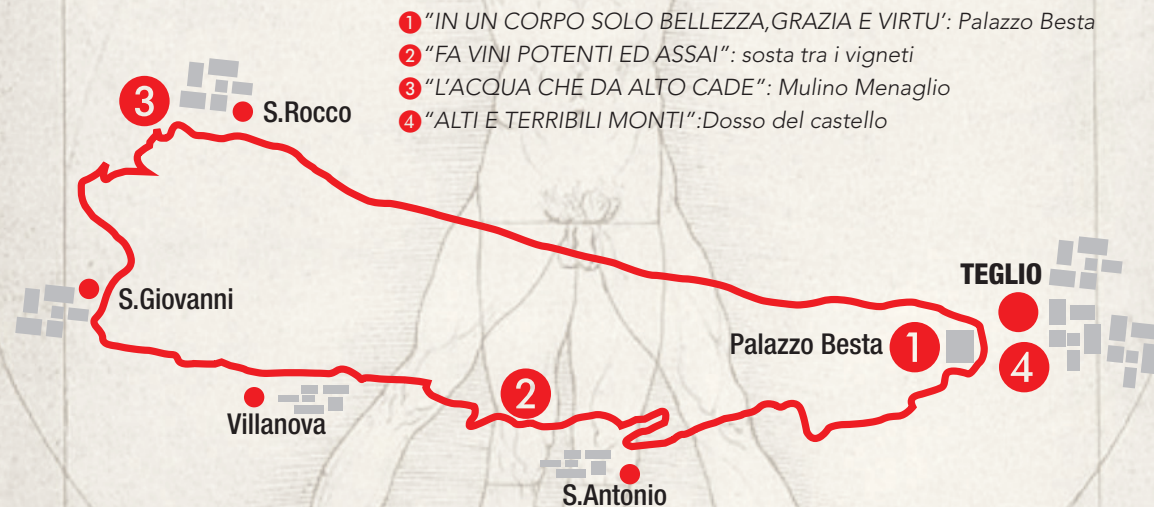 1 "IN UN CORPO SOLO BELLEZZA,GRAZIA E VIRTU': Palazzo Besta
2 "FA VINI POTENTI ED ASSAI": sosta tra i vigneti
3 "L'ACQUA CHE DA ALTO CADE": Mulino Menaglio
4 "ALTI E TERRIBILI MONTI":Dosso del castello
3
S.Rocco
S.Giovanni
TEGLIO
Palazzo Besta 1
4
2
Villanova
S.Antonio